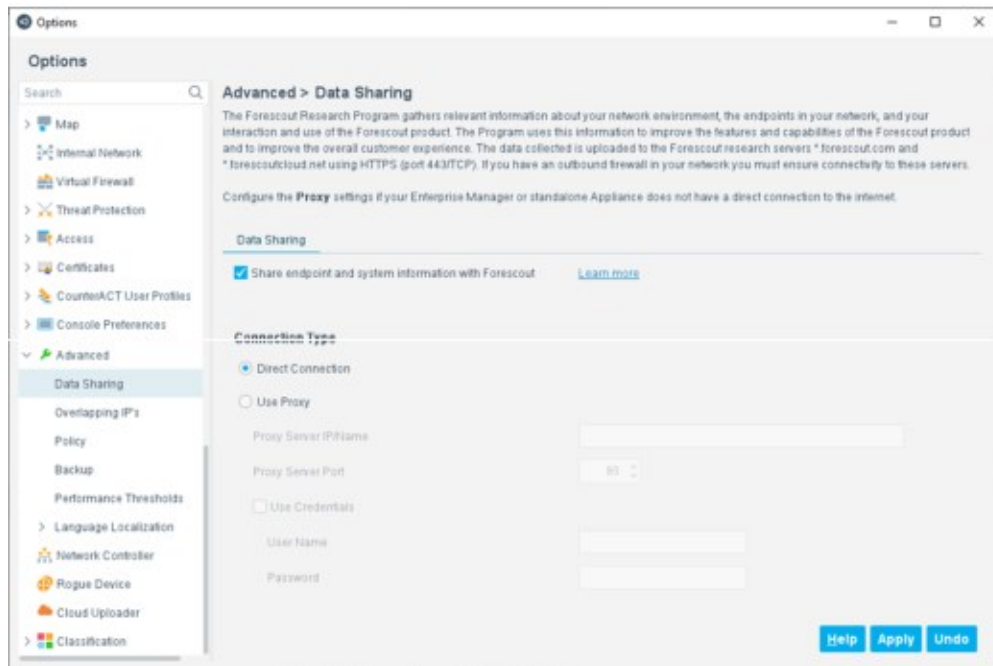 Options
Options
Search
Map
Internal Network
Virtual Firewall
Threat Protection
Access
Certificates
CounterACT User Profiles
Console Preferences
Advanced
Data Sharing
Overlapping IP's
Policy
Backup
Performance Thresholds
Language Localization
Network Controller
Rogue Device
Cloud Uploader
Classification
Advanced > Data Sharing
The Forescout Research Program gathers relevant information about your network environment, the endpoints in your network, and your
interaction and use of the Forescout product. The Program uses this information to improve the features and capabilities of the Forescout product
and to improve the overall customer experience. The data collected is uploaded to the Forescout research servers *.forescout.com and
*.forescoutcloud.net using HTTPS (port 443/TCP). If you have an outbound firewall in your network you must ensure connectivity to these servers.
Configure the Proxy settings if your Enterprise Manager or standalone Appliance does not have a direct connection to the internet.
Data Sharing
Share endpoint and system information with Forescout Learn more
Connection Type
Direct Connection
Use Proxy
Proxy Server IP/Name
Proxy Server Port 80
Use Credentials
User Name
Password
Help Apply Undo